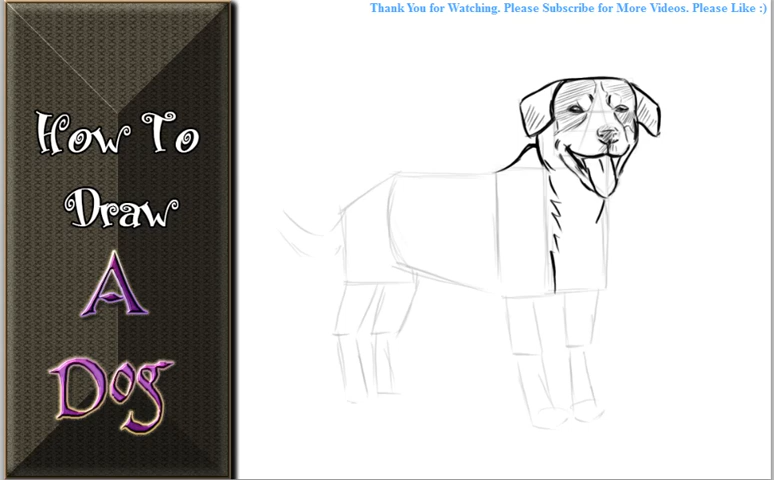 Thank You for Watching. Please Subscribe for More Videos. Please Like :)
How To
Draw
A
Dog